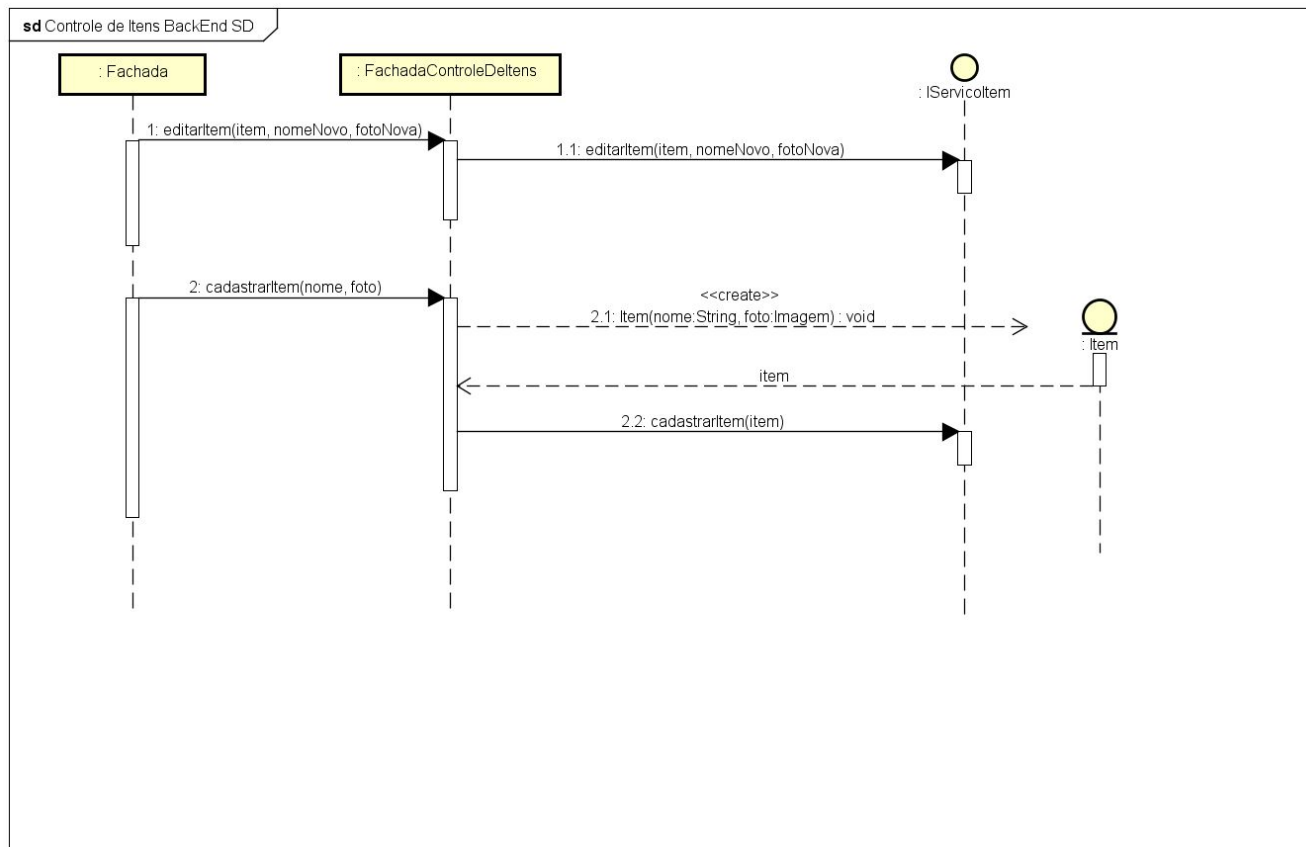 sd Controle de Itens BackEnd SD
: Fachada
: FachadaControleDeItens
: IServicoItem
1: editarItem(item, nomeNovo, fotoNova)
1.1: editarItem(item, nomeNovo, fotoNova)
2: cadastrarItem(nome, foto)
<<create>>
2.1: Item(nome:String, foto:Imagem) : void
: Item
item
2.2: cadastrarItem(item)